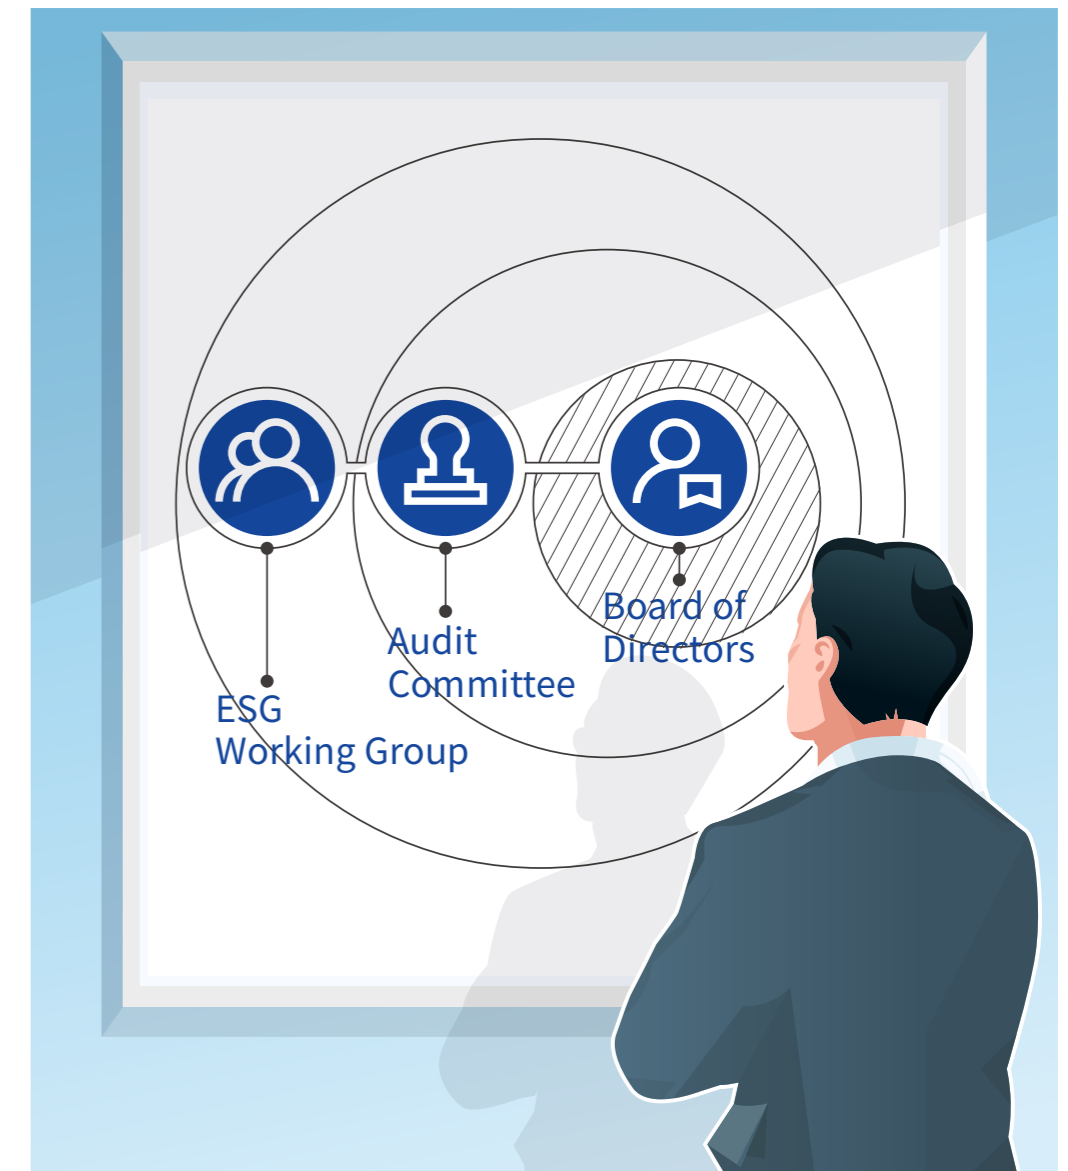 Board of
Directors
Audit
Committee
ESG
Working Group